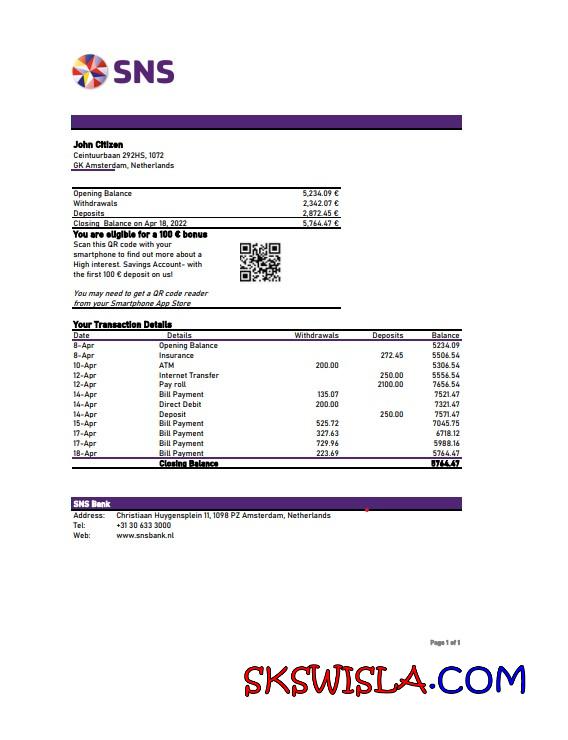 SNS
John Citizen
Ceintuurbaan 292HS, 1072
GK Amsterdam, Netherlands
Opening Balance 5,234.09 €
Withdrawals 2,342.07 €
Deposits 2,872.45 €
Closing Balance on Apr 18, 2022 5,764.47 €
You are eligible for a 100 € bonus
Scan this QR code with your
smartphone to find out more about a
High interest. Savings Account- with
the first 100 € deposit on us!
You may need to get a QR code reader
from your Smartphone App Store
Your Transaction Details
Date Details Withdrawals Deposits Balance
8-Apr Opening Balance 5234.09
8-Apr Insurance 272.45 5506.54
10-Apr ATM 200.00 5306.54
12-Apr Internet Transfer 250.00 5556.54
12-Apr Pay roll 2100.00 7656.54
14-Apr Bill Payment 135.07 7521.47
14-Apr Direct Debit 200.00 7321.47
14-Apr Deposit 250.00 7571.47
15-Apr Bill Payment 525.72 7045.75
17-Apr Bill Payment 327.63 6718.12
17-Apr Bill Payment 729.96 5988.16
18-Apr Bill Payment 223.69 5764.47
Closing Balance 5764.47
SNS Bank
Address: Christiaan Huygensplein 11, 1098 PZ Amsterdam, Netherlands
Tel: +31 30 633 3000
Web: www.snsbank.nl
Page 1 of 1
SKSWISLA.COM